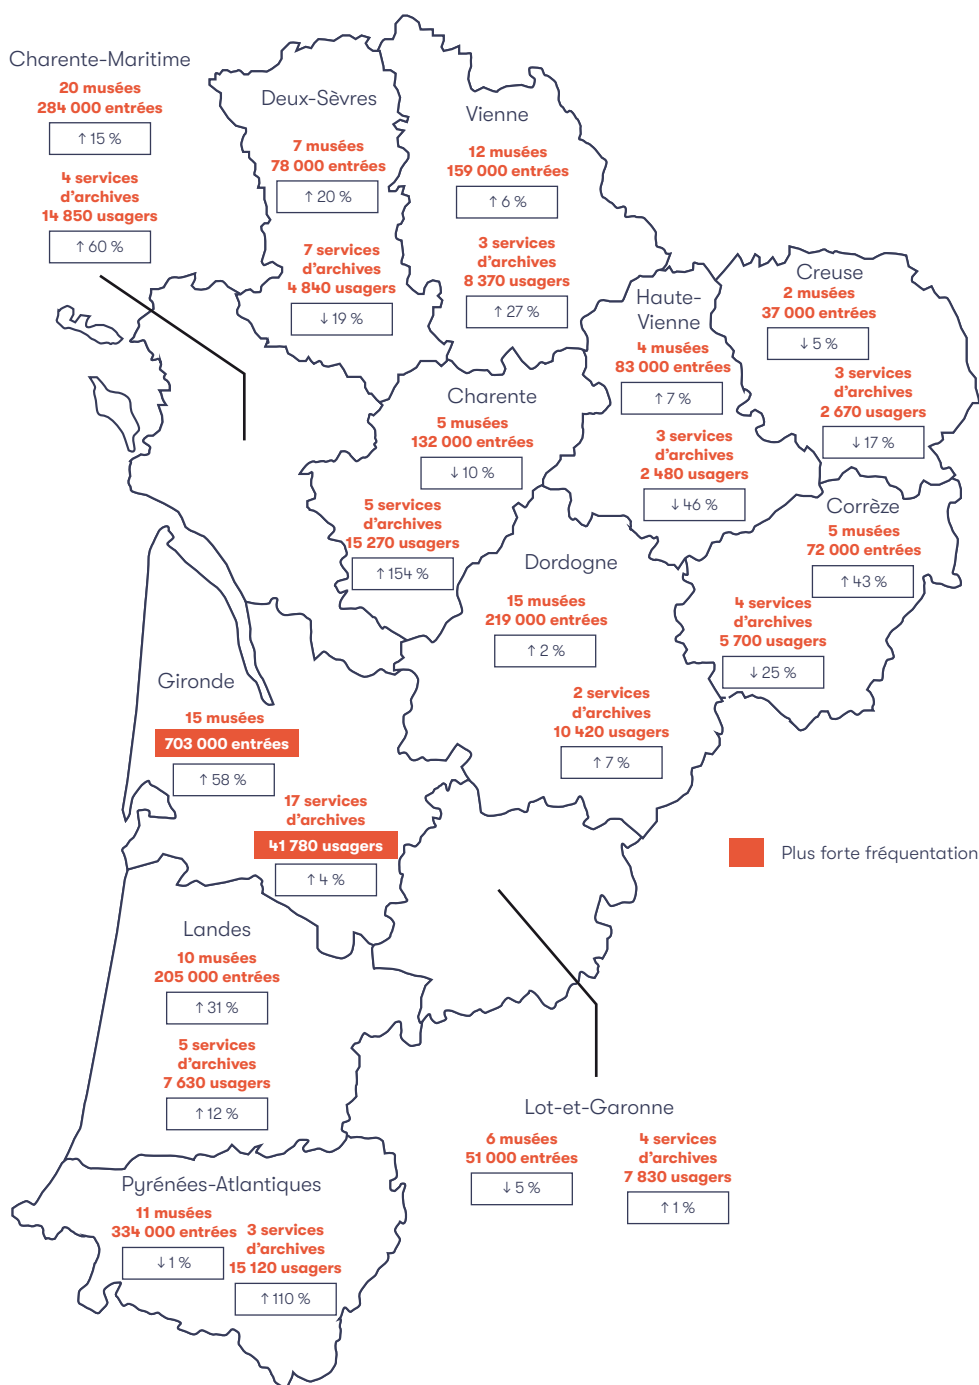 Charente-Maritime
20 musées
284 000 entrées
↑ 15 %
4 services
d'archives
14 850 usagers
↑ 60 %
Deux-Sèvres
7 musées
78 000 entrées
↑ 20 %
7 services
d'archives
4 840 usagers
↓ 19 %
Vienne
12 musées
159 000 entrées
↑ 6 %
3 services
d'archives
8 370 usagers
↑ 27 %
Haute-
Vienne
4 musées
83 000 entrées
↑ 7 %
3 services
d'archives
2 480 usagers
↓ 46 %
Creuse
2 musées
37 000 entrées
↓ 5 %
3 services
d'archives
2 670 usagers
↓ 17 %
Charente
5 musées
132 000 entrées
↓ 10 %
5 services
d'archives
15 270 usagers
↑ 154 %
Corrèze
5 musées
72 000 entrées
↑ 43 %
4 services
d'archives
5 700 usagers
↓ 25 %
Dordogne
15 musées
219 000 entrées
↑ 2 %
2 services
d'archives
10 420 usagers
↑ 7 %
Gironde
15 musées
703 000 entrées
↑ 58 %
17 services
d'archives
41 780 usagers
↑ 4 %
Plus forte fréquentation
Landes
10 musées
205 000 entrées
↑ 31 %
5 services
d'archives
7 630 usagers
↑ 12 %
Lot-et-Garonne
6 musées
51 000 entrées
↓ 5 %
4 services
d'archives
7 830 usagers
↑ 1 %
Pyrénées-Atlantiques
11 musées
334 000 entrées
↓ 1 %
3 services
d'archives
15 120 usagers
↑ 110 %